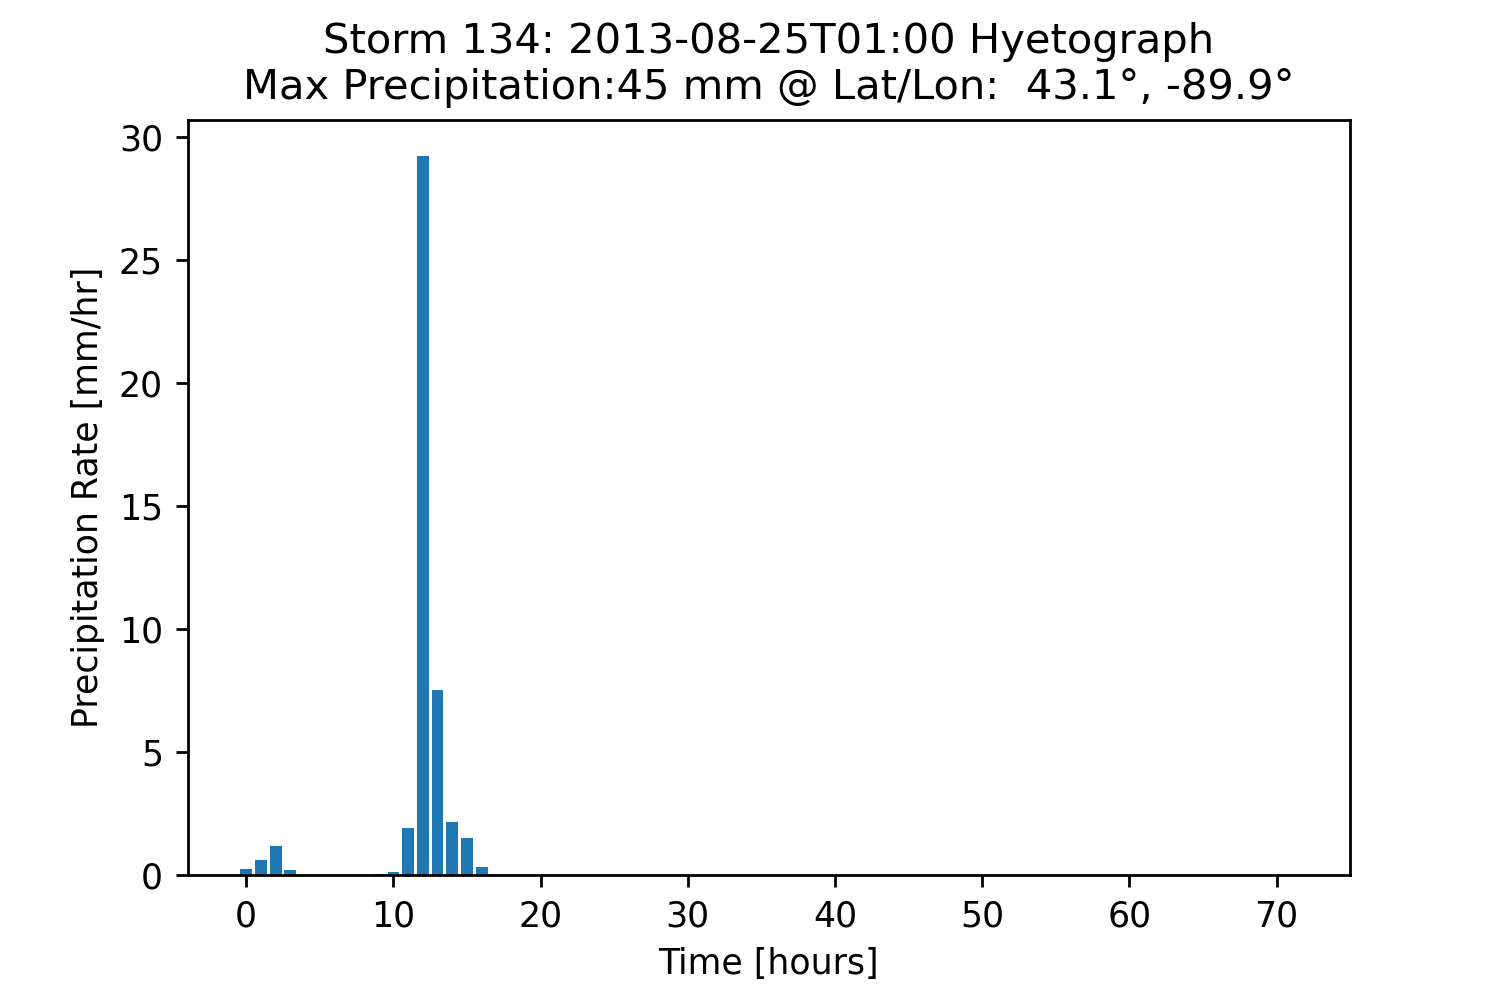 Storm 134: 2013-08-25T01:00 Hyetograph
Max Precipitation:45 mm @ Lat/Lon:  43.1°, -89.9°
30
25
20
15
10
5
0
Precipitation Rate [mm/hr]
0 10 20 30 40 50 60 70
Time [hours]